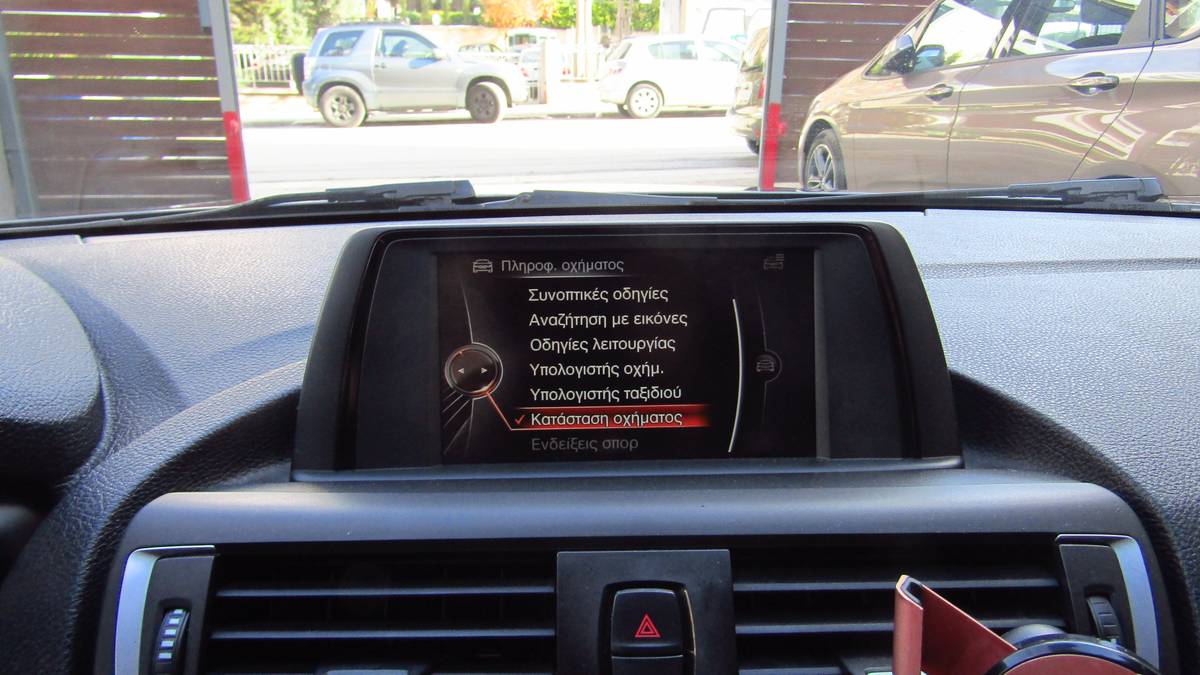 Πληροφ. οχήματος
Συνοπτικές οδηγίες
Αναζήτηση με εικόνες
Οδηγίες λειτουργίας
Υπολογιστής οχήμ.
Υπολογιστής ταξιδιού
Κατάσταση οχήματος
Ενδείξεις σπορ